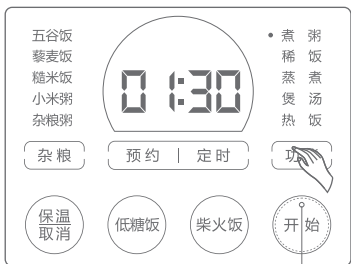 五谷饭
藜麦饭
糙米饭
小米粥
杂粮粥
01:30
• 煮 粥
稀 饭
蒸 煮
煲 汤
热 饭
杂粮
预约 | 定时
保温
取消
低糖饭
柴火饭
开始